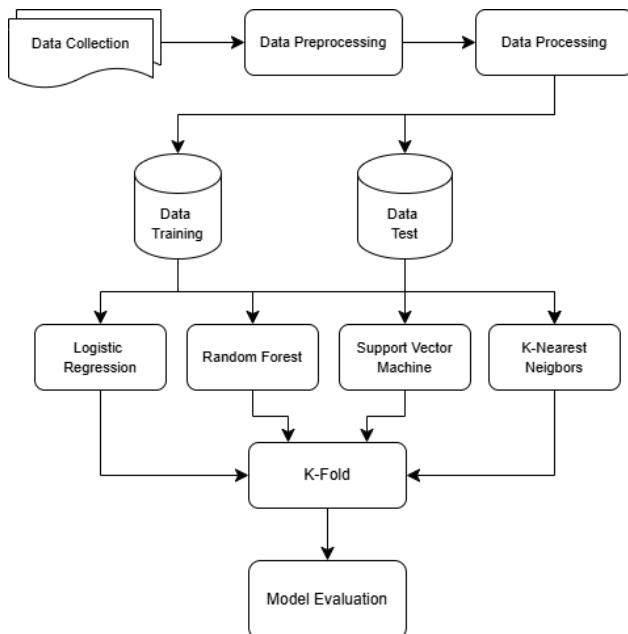 Data Collection
Data Preprocessing
Data Processing
Data
Training
Data
Test
Logistic
Regression
Random Forest
Support Vector
Machine
K-Nearest
Neigbors
K-Fold
Model Evaluation